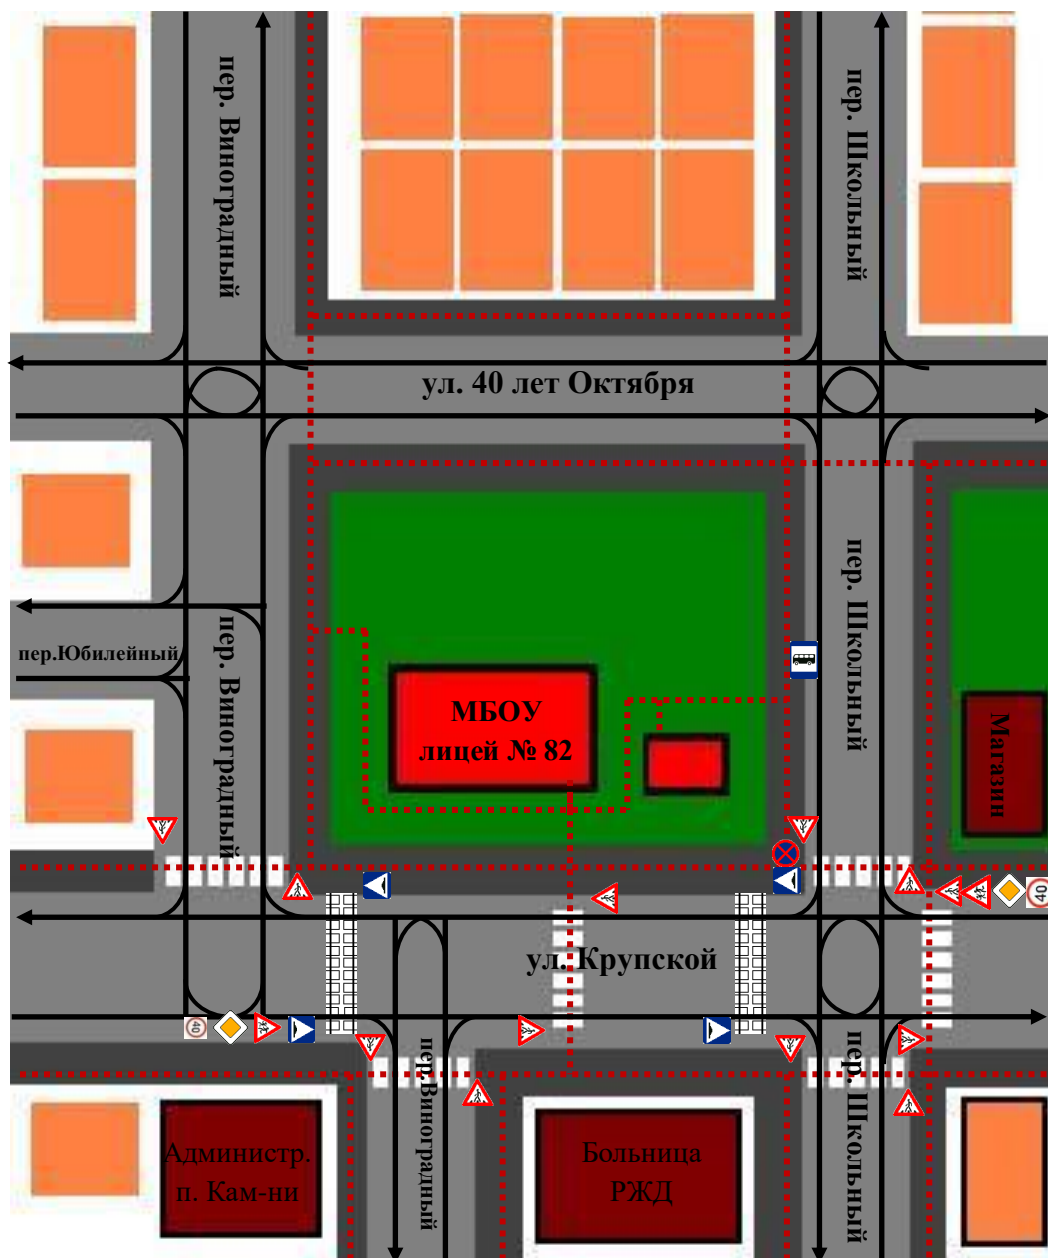 пер. Виноградный
пер. Школьный
ул. 40 лет Октября
пер. Школьный
пер.Юбилейный
пер. Виноградный
МБОУ
лицей № 82
Магазин
40
ул. Крупской
40
пер.Виноградный
пер. Школьный
Администр.
п. Кам-ни
Больница
РЖД